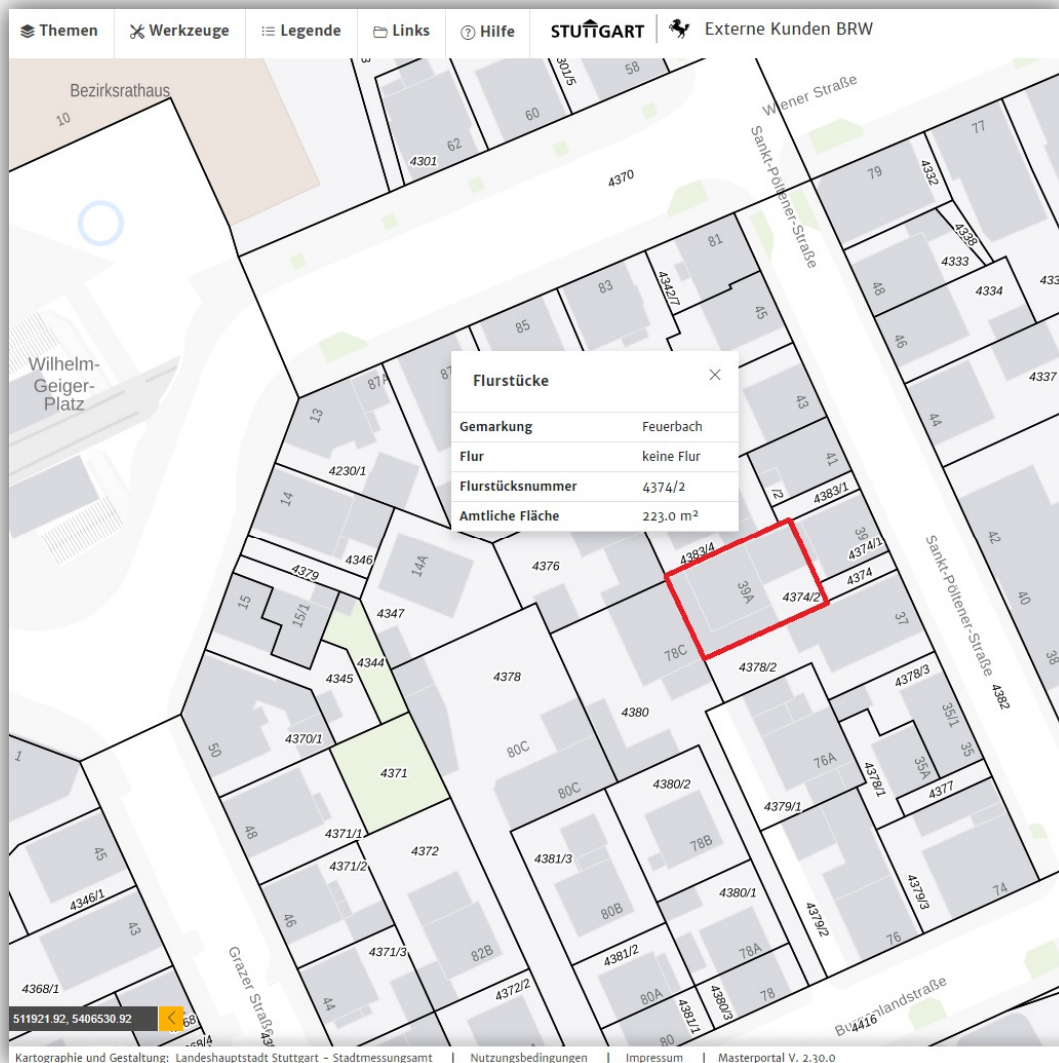 Themen Werkzeuge Legende Links Hilfe STUTTGART Externe Kunden BRW
Bezirksrathaus
10
301/5
58
60
62
4301
4370
Wiener Straße
Sankt-Pöltener-Straße
77
79
4332
4338
4333
4334
48
46
4337
44
81
4342/7
83
45
85
87A
13
Wilhelm-
Geiger-
Platz
Flurstücke
Gemarkung Feuerbach
Flur keine Flur
Flurstücksnummer 4374/2
Amtliche Fläche 223.0 m²
43
41
4230/1
14
/2
4383/1
4346
4379
14A
4376
4383/4
39A
4374/1
4374
4374/2
42
40
38
Sankt-Pöltener-Straße
15
15/1
4347
4344
4345
37
78C
4378
4378/2
4378/3
4382
4380
4370/1
50
80C
35/1
35
35A
76A
1
4371
80C
4380/2
4379/1
4378/1
4377
48
4371/1
4372
4371/2
4381/3
78B
45
4346/1
43
46
80B
4380/1
4379/2
4379/3
74
4371/3
82B
4381/2
78A
76
Grazer Straße
4368/1
44
4372/2
80A
4381/1
4380/3
78
80
Burgenlandstraße
4416
511921.92, 5406530.92
Kartographie und Gestaltung: Landeshauptstadt Stuttgart - Stadtmessungsamt | Nutzungsbedingungen | Impressum | Masterportal V. 2.30.0